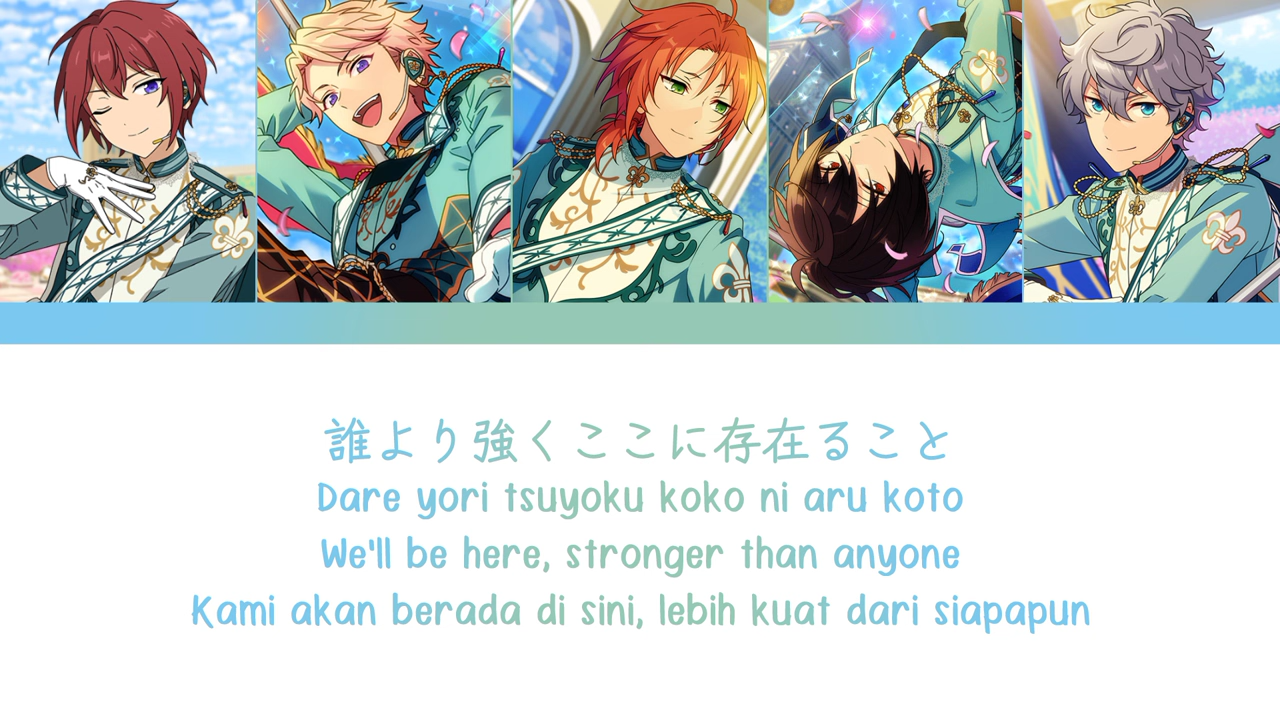 誰より強くここに存在ること
Dare yori tsuyoku koko ni aru koto
We'll be here, stronger than anyone
Kami akan berada di sini, lebih kuat dari siapapun